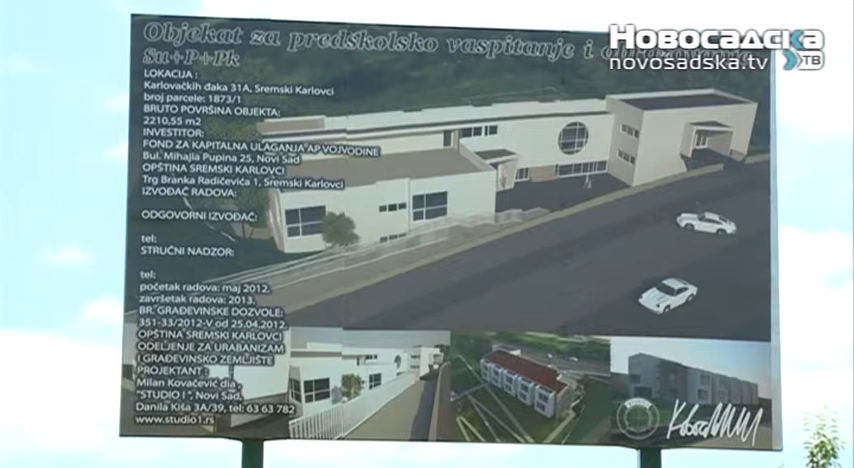 Objekat za predškolsko vaspitanje i
Su+P+Pk
НОВОСАДСКА
novosadska.tv
ТВ
LOKACIJA :
Karlovačkih đaka 31A, Sremski Karlovci
broj parcele: 1873/1
BRUTO POVRŠINA OBJEKTA:
2210,55 m2
INVESTITOR:
FOND ZA KAPITALNA ULAGANJA AP VOJVODINE
Bul. Mihajla Pupina 25, Novi Sad
OPŠTINA SREMSKI KARLOVCI
Trg Branka Radičevića 1, Sremski Karlovci
IZVOĐAČ RADOVA:
ODGOVORNI IZVOĐAČ:
tel:
STRUČNI NADZOR:
tel:
početak radova: maj 2012.
završetak radova: 2013.
BR. GRAĐEVINSKE DOZVOLE:
351-33/2012-V od 25.04.2012.
OPŠTINA SREMSKI KARLOVCI
ODELJENJE ZA URABANIZAM
I GRAĐEVINSKO ZEMLJIŠTE
PROJEKTANT :
Milan Kovačević dia,
"STUDIO I ", Novi Sad,
Danila Kiša 3A/39, tel: 63 63 782
www.studio1.rs